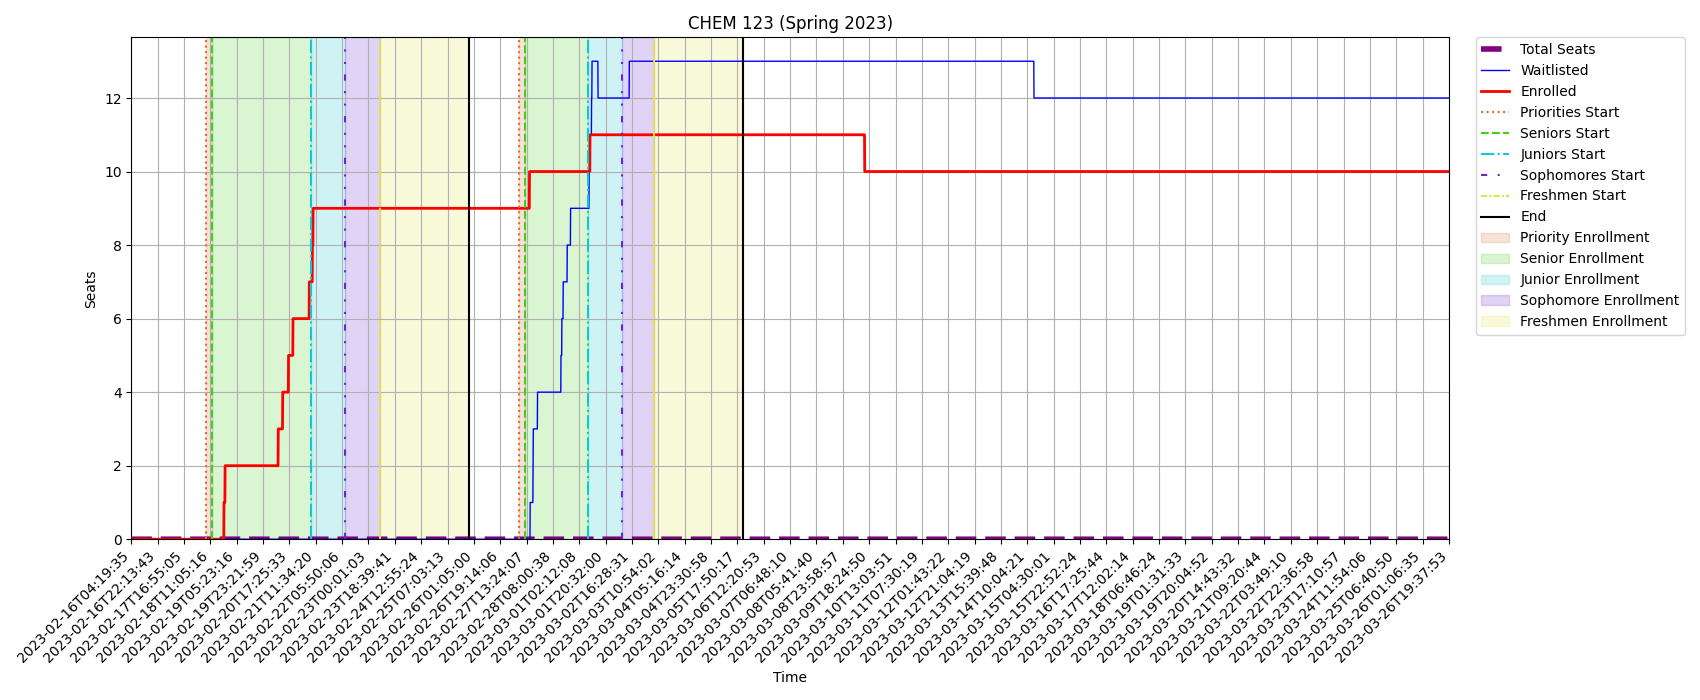 CHEM 123 (Spring 2023)
Seats
12
10
8
6
4
2
0
2023-02-16T04:19:35
2023-02-16T22:13:43
2023-02-17T16:55:05
2023-02-18T11:05:16
2023-02-19T05:23:16
2023-02-19T23:21:59
2023-02-20T17:25:33
2023-02-21T11:34:20
2023-02-22T05:50:06
2023-02-23T00:01:03
2023-02-23T18:39:41
2023-02-24T12:55:24
2023-02-25T07:03:13
2023-02-26T01:05:00
2023-02-26T19:14:06
2023-02-27T13:24:07
2023-02-28T08:00:38
2023-03-01T02:12:08
2023-03-01T20:32:00
2023-03-02T16:28:31
2023-03-03T10:54:02
2023-03-04T05:16:14
2023-03-04T23:30:58
2023-03-05T17:50:17
2023-03-06T12:20:53
2023-03-07T06:48:10
2023-03-08T05:41:40
2023-03-08T23:58:57
2023-03-09T18:24:50
2023-03-10T13:03:51
2023-03-11T07:30:19
2023-03-12T01:43:22
2023-03-12T21:04:19
2023-03-13T15:39:48
2023-03-14T10:04:21
2023-03-15T04:30:01
2023-03-15T22:52:24
2023-03-16T17:25:44
2023-03-17T12:02:14
2023-03-18T06:46:24
2023-03-19T01:31:33
2023-03-19T20:04:52
2023-03-20T14:43:32
2023-03-21T09:20:44
2023-03-22T03:49:10
2023-03-22T22:36:58
2023-03-23T17:10:57
2023-03-24T11:54:06
2023-03-25T06:40:50
2023-03-26T01:06:35
2023-03-26T19:37:53
Time
Total Seats
Waitlisted
Enrolled
Priorities Start
Seniors Start
Juniors Start
Sophomores Start
Freshmen Start
End
Priority Enrollment
Senior Enrollment
Junior Enrollment
Sophomore Enrollment
Freshmen Enrollment